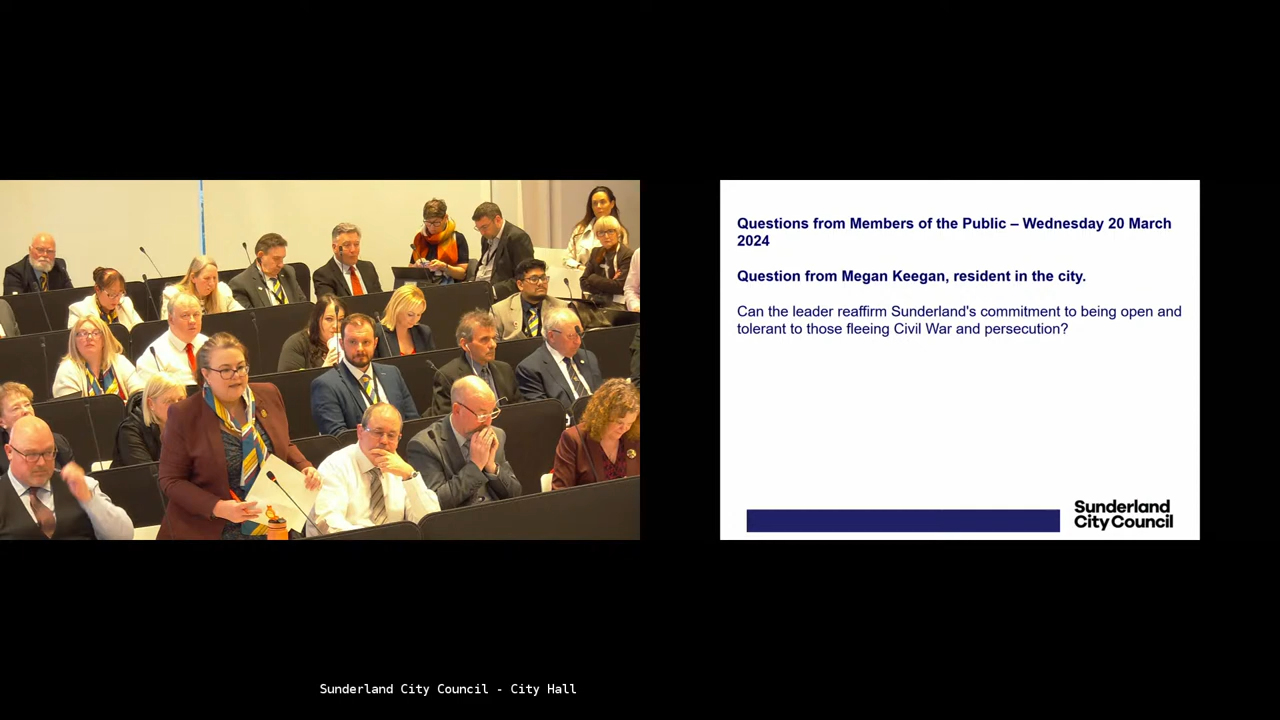 Questions from Members of the Public – Wednesday 20 March
2024
Question from Megan Keegan, resident in the city.
Can the leader reaffirm Sunderland's commitment to being open and
tolerant to those fleeing Civil War and persecution?
Sunderland
City Council
Sunderland City Council - City Hall